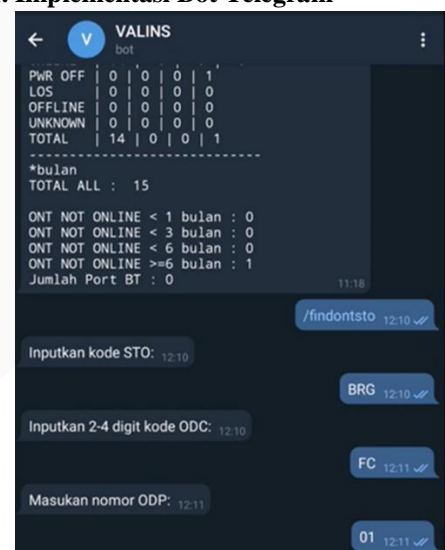 Implementasi Bot Telegram
V
VALINS
bot
PWR OFF | 0 | 0 | 0 | 1
LOS | 0 | 0 | 0 | 0
OFFLINE | 0 | 0 | 0 | 0
UNKNOWN | 0 | 0 | 0 | 0
TOTAL | 14 | 0 | 0 | 1
------------------------------
*bulan
TOTAL ALL : 15
ONT NOT ONLINE < 1 bulan : 0
ONT NOT ONLINE < 3 bulan : 0
ONT NOT ONLINE < 6 bulan : 0
ONT NOT ONLINE >=6 bulan : 1
Jumlah Port BT : 0
11:18
/findontsto 12:10
Inputkan kode STO: 12:10
BRG 12:10
Inputkan 2-4 digit kode ODC: 12:10
FC 12:11
Masukan nomor ODP: 12:11
01 12:11